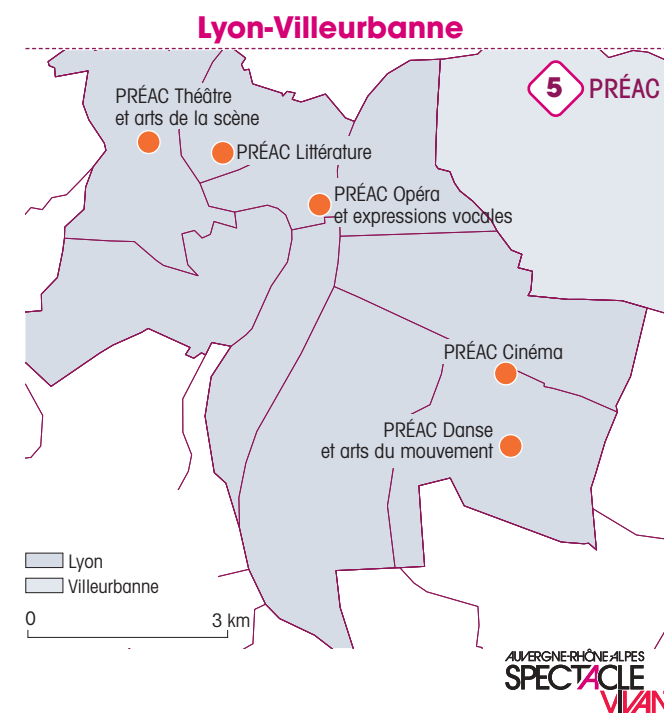 Lyon-Villeurbanne
5 PRÉAC
PRÉAC Théâtre
et arts de la scène
PRÉAC Littérature
PRÉAC Opéra
et expressions vocales
PRÉAC Cinéma
PRÉAC Danse
et arts du mouvement
Lyon
Villeurbanne
0 3 km
AUVERGNE-RHÔNE-ALPES
SPECTACLE
VIVAN